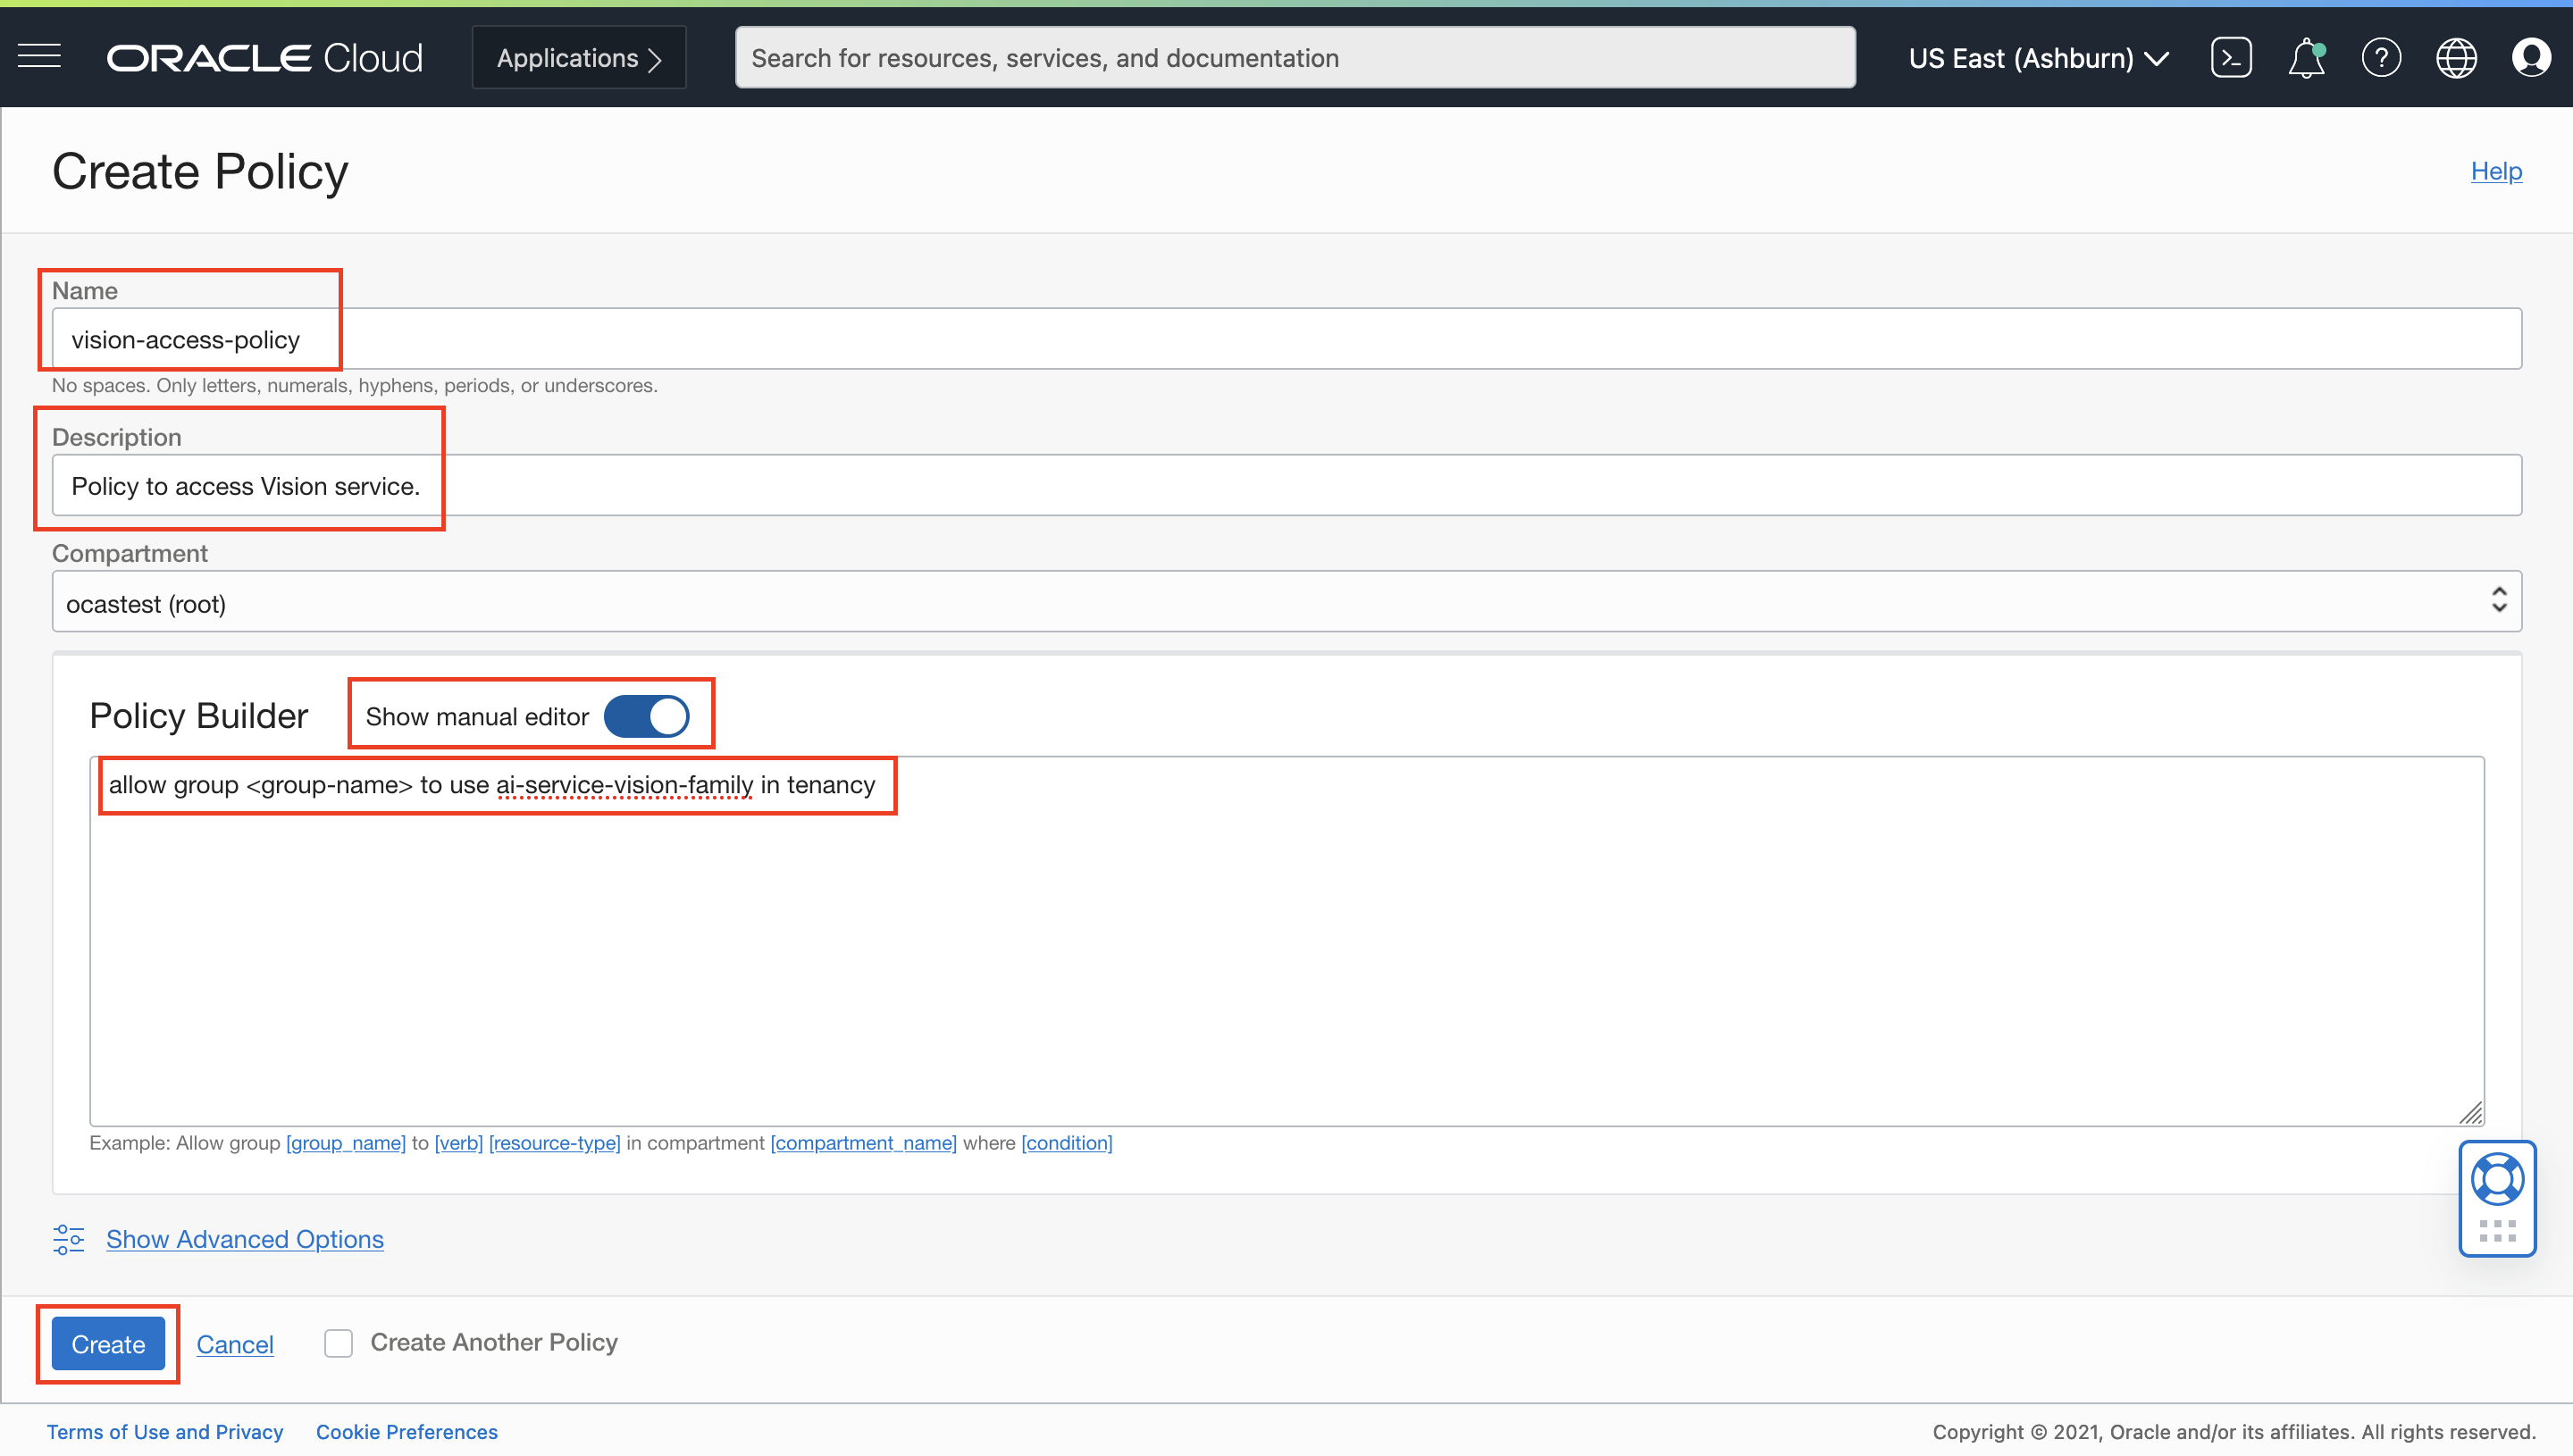 ORACLE Cloud
Applications
Search for resources, services, and documentation
US East (Ashburn)
Create Policy
Help
Name
vision-access-policy
No spaces. Only letters, numerals, hyphens, periods, or underscores.
Description
Policy to access Vision service.
Compartment
ocastest (root)
Policy Builder
Show manual editor
allow group <group-name> to use ai-service-vision-family in tenancy
Example: Allow group [group_name] to [verb] [resource-type] in compartment [compartment_name] where [condition]
Show Advanced Options
Create
Cancel
Create Another Policy
Terms of Use and Privacy
Cookie Preferences
Copyright © 2021, Oracle and/or its affiliates. All rights reserved.